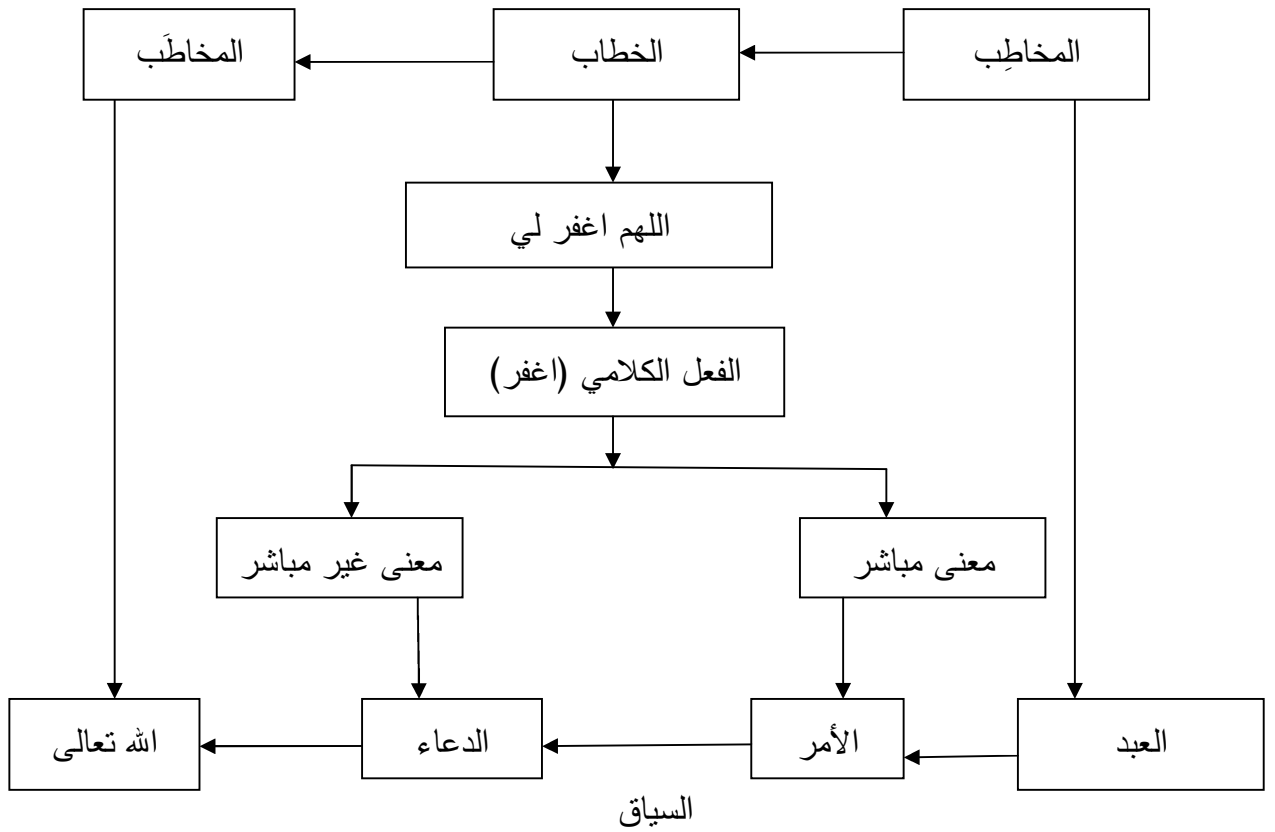 المخاطِب
الخطاب
المخاطَب
اللهم اغفر لي
الفعل الكلامي (اغفر)
معنى مباشر
معنى غير مباشر
العبد
الأمر
الدعاء
الله تعالى
السياق